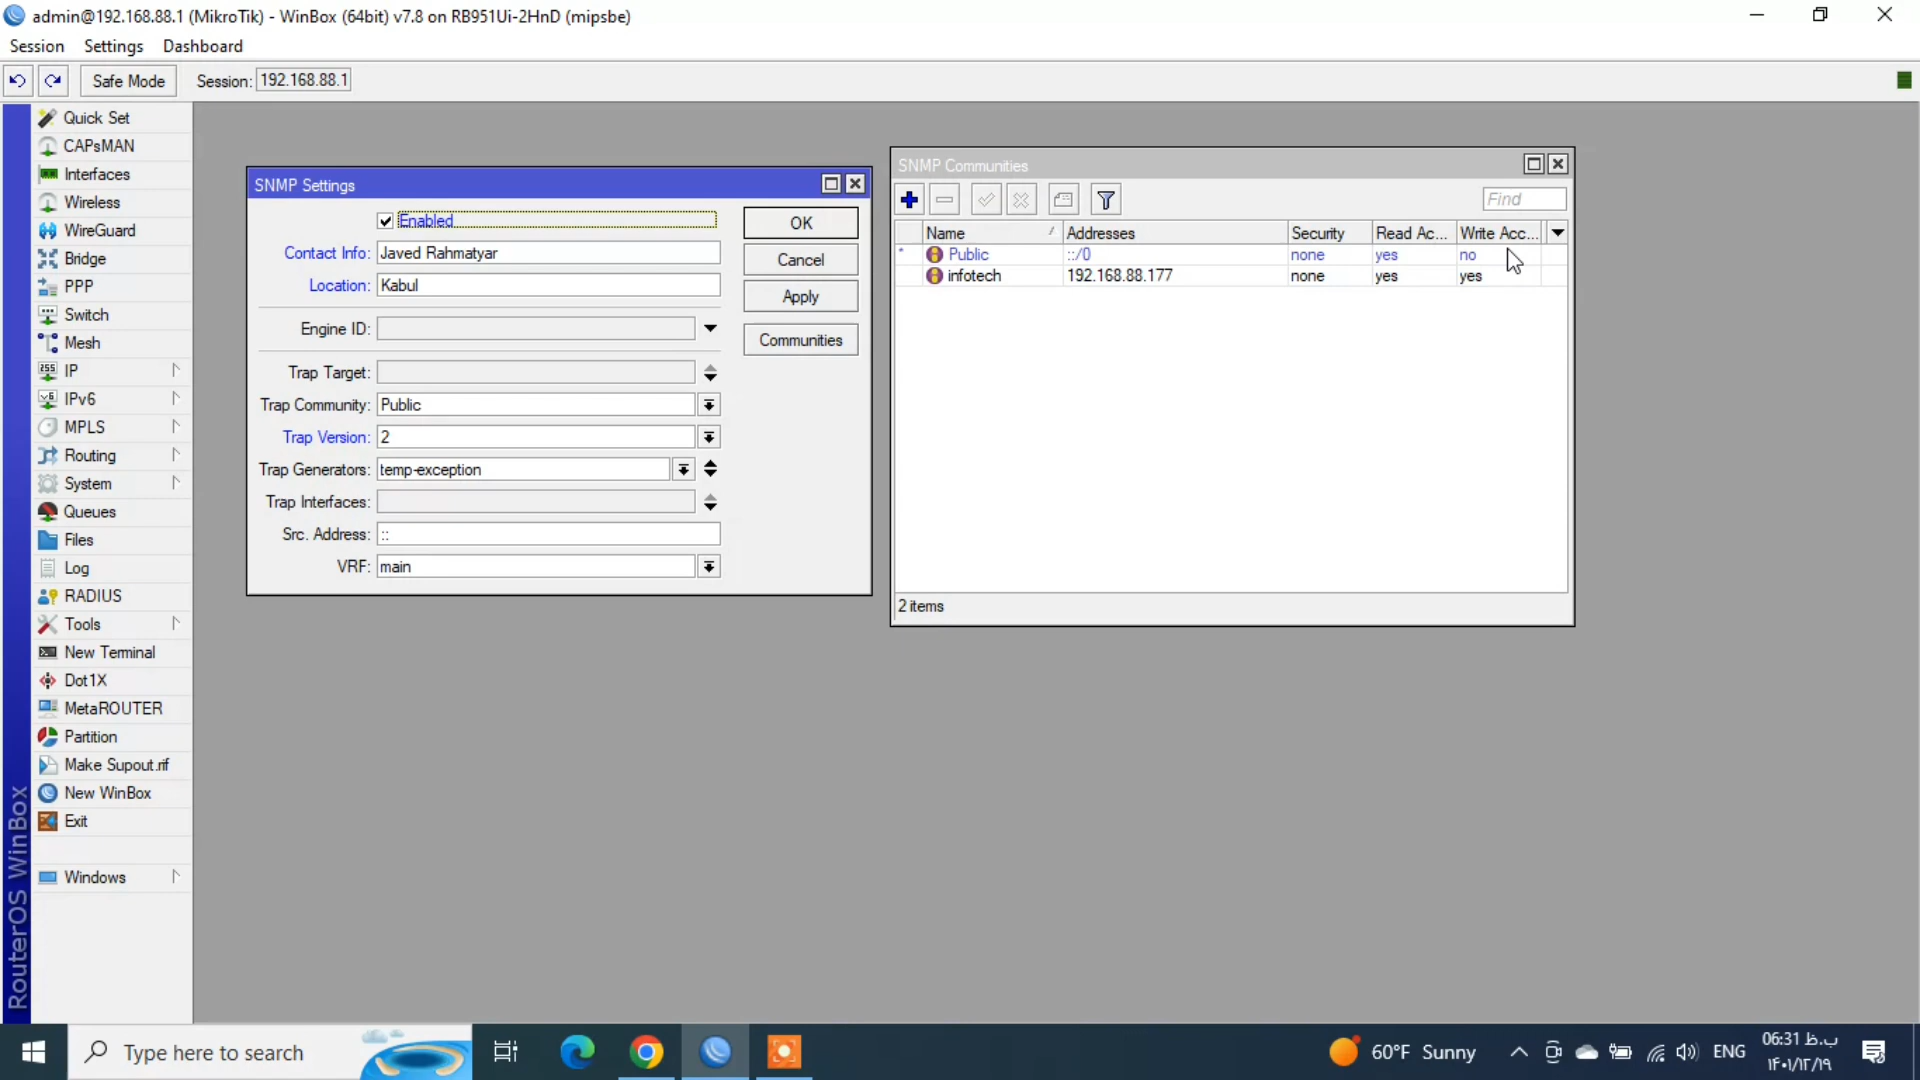 admin@192.168.88.1 (MikroTik) - WinBox (64bit) v7.8 on RB951Ui-2HnD (mipsbe)
Session Settings Dashboard
Safe Mode Session: 192.168.88.1
Quick Set
CAPsMAN
Interfaces
Wireless
WireGuard
Bridge
PPP
Switch
Mesh
IP
IPv6
MPLS
Routing
System
Queues
Files
Log
RADIUS
Tools
New Terminal
Dot1X
MetaROUTER
Partition
Make Supout.rif
New WinBox
Exit
Windows
RouterOS WinBox
SNMP Settings
Enabled
Contact Info: Javed Rahmatyar
Location: Kabul
Engine ID:
Trap Target:
Trap Community: Public
Trap Version: 2
Trap Generators: temp-exception
Trap Interfaces:
Src. Address: ::
VRF: main
OK
Cancel
Apply
Communities
SNMP Communities
Find
Name Addresses Security Read Ac... Write Acc...
* Public ::/0 none yes no
infotech 192.168.88.177 none yes yes
2 items
Type here to search
60°F Sunny
ENG
06:31 ب.ظ
۱۴۰۱/۱۲/۱۹